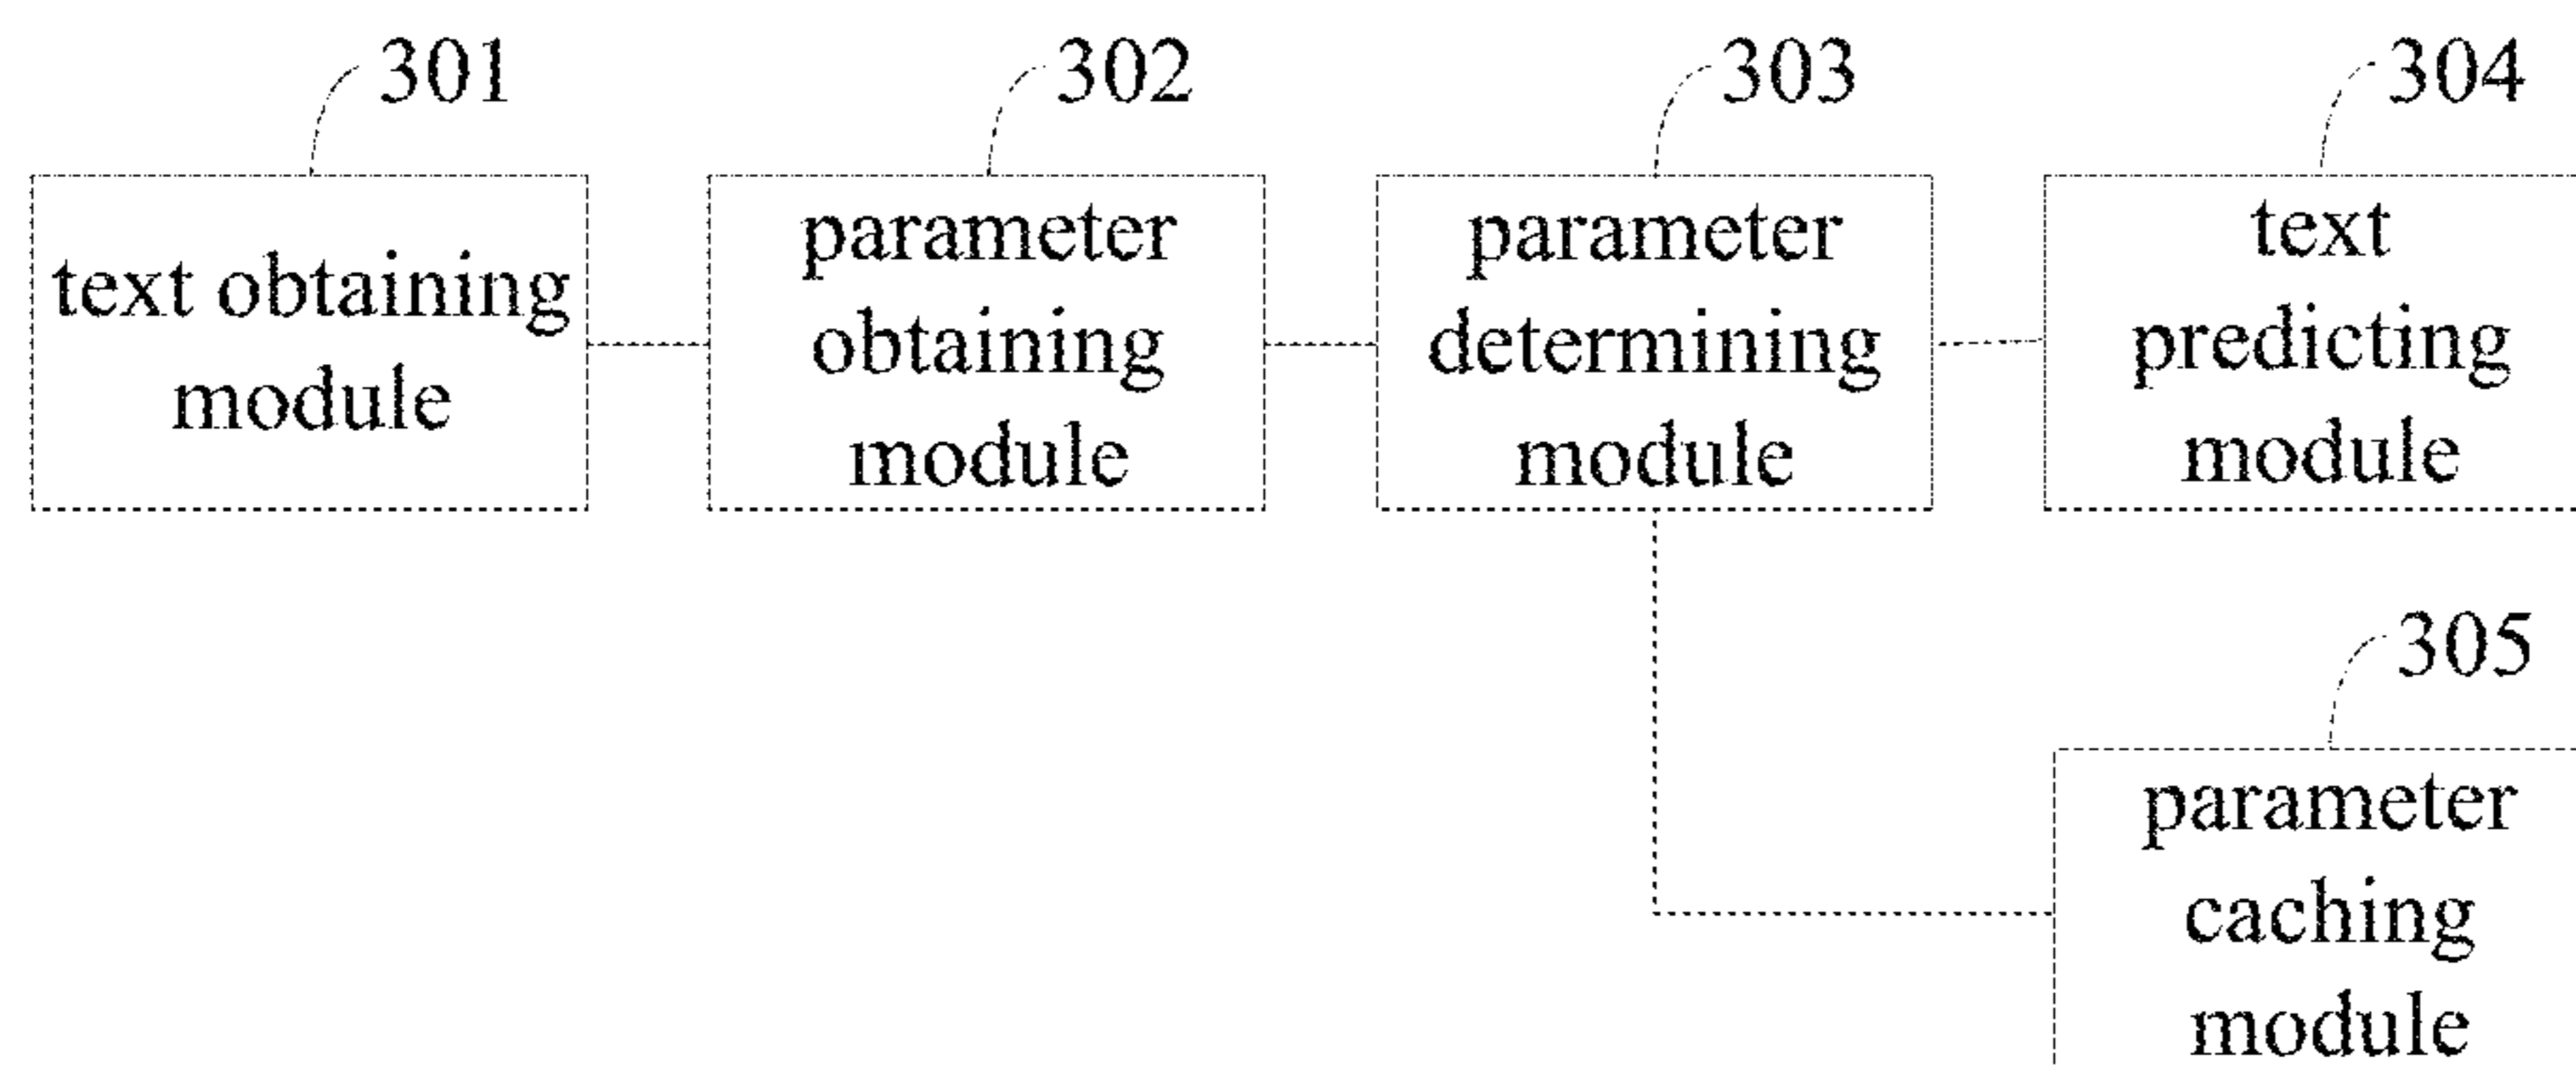 301
302
303
304
text obtaining
module
parameter
obtaining
module
parameter
determining
module
text
predicting
module
305
parameter
caching
module